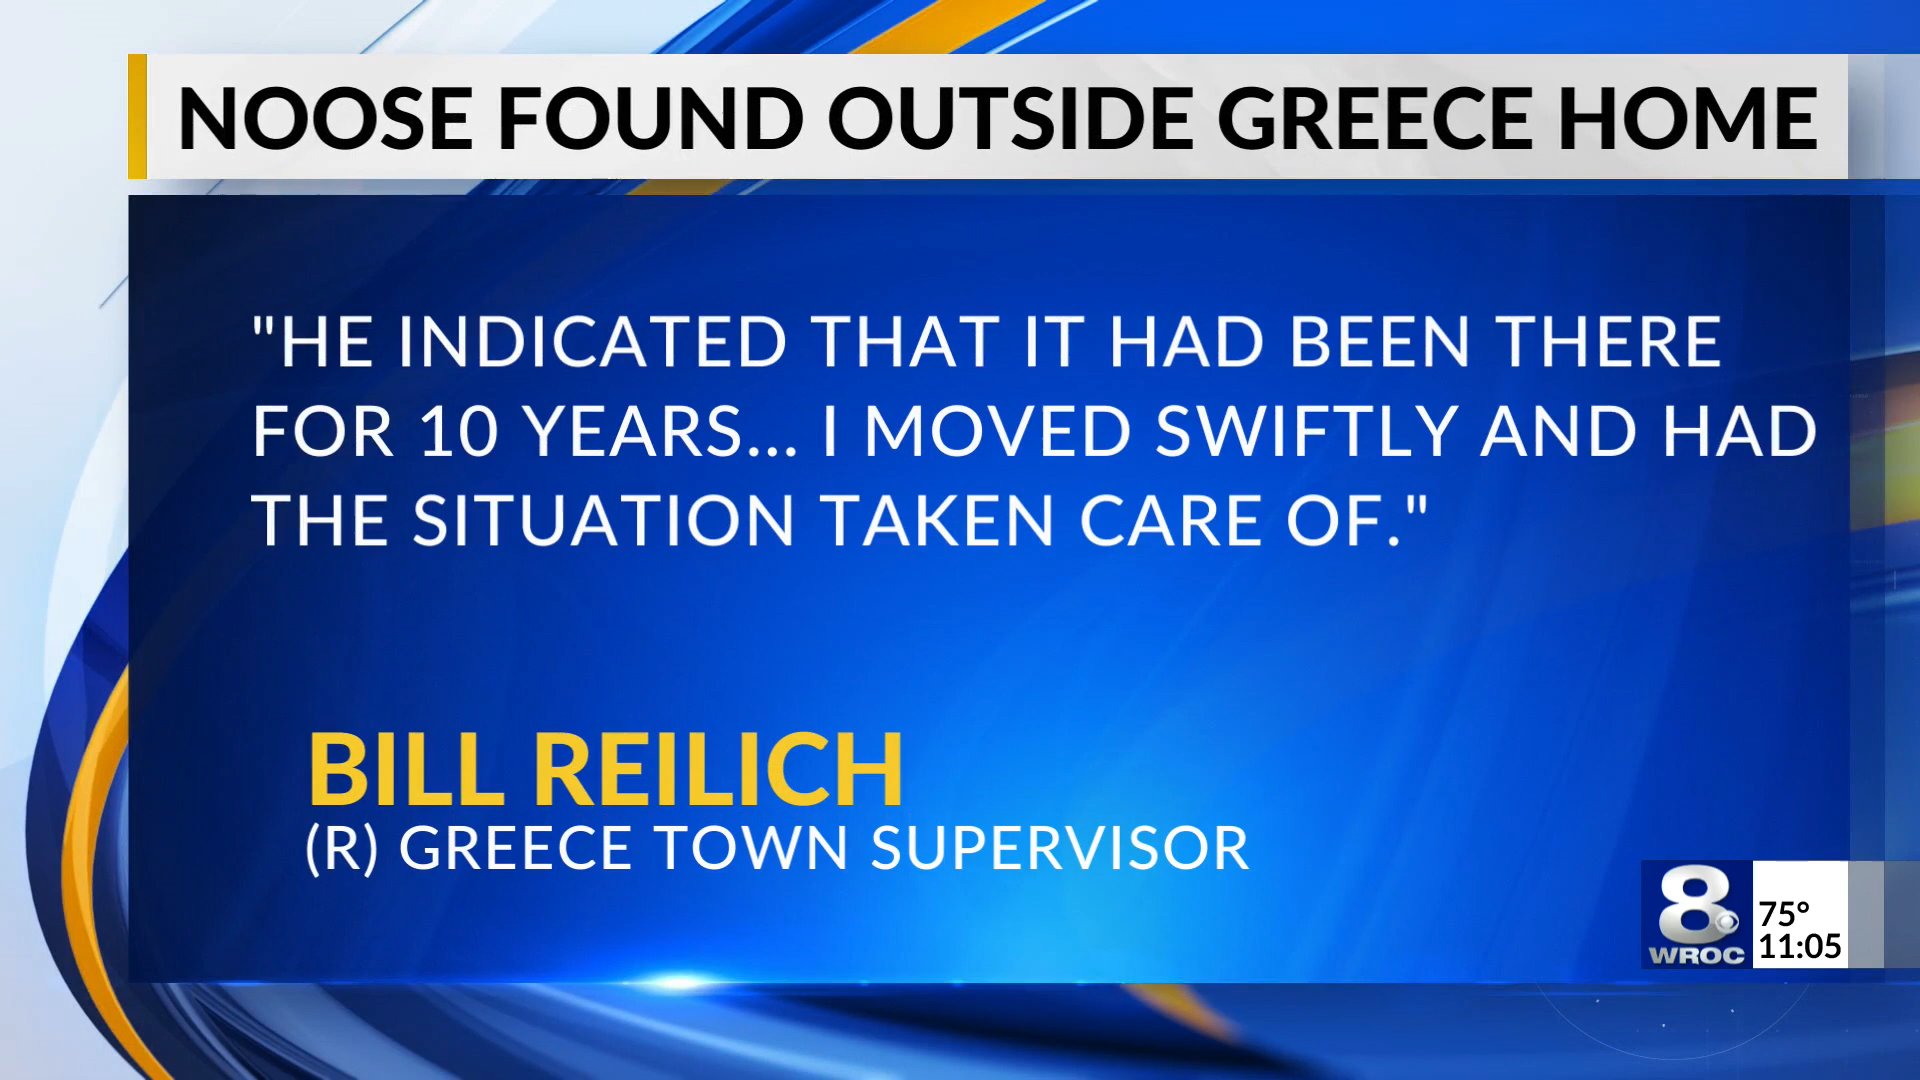 NOOSE FOUND OUTSIDE GREECE HOME
"HE INDICATED THAT IT HAD BEEN THERE
FOR 10 YEARS... I MOVED SWIFTLY AND HAD
THE SITUATION TAKEN CARE OF."
BILL REILICH
(R) GREECE TOWN SUPERVISOR
8
WROC
75°
11:05